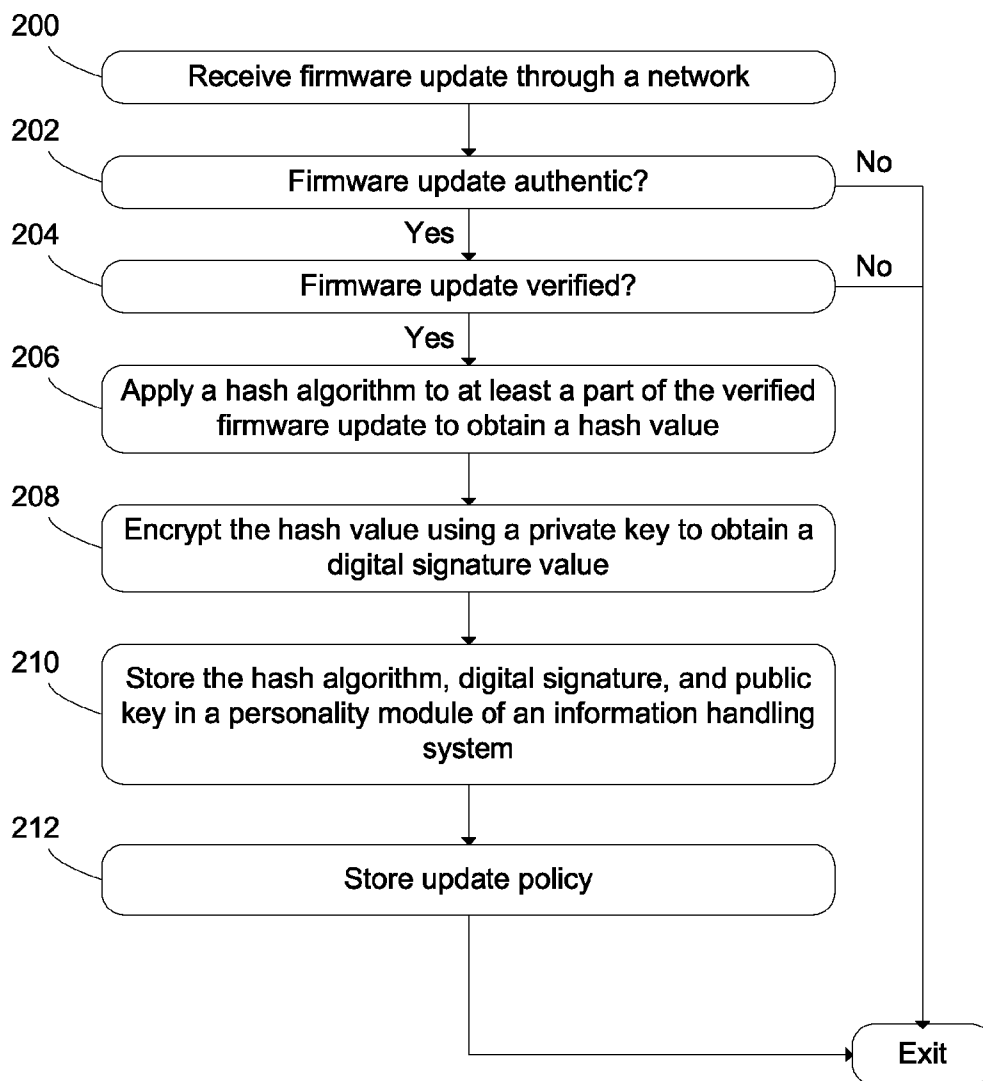 200
Receive firmware update through a network
202
Firmware update authentic?
No
Yes
204
Firmware update verified?
No
Yes
206
Apply a hash algorithm to at least a part of the verified
firmware update to obtain a hash value
208
Encrypt the hash value using a private key to obtain a
digital signature value
210
Store the hash algorithm, digital signature, and public
key in a personality module of an information handling
system
212
Store update policy
Exit